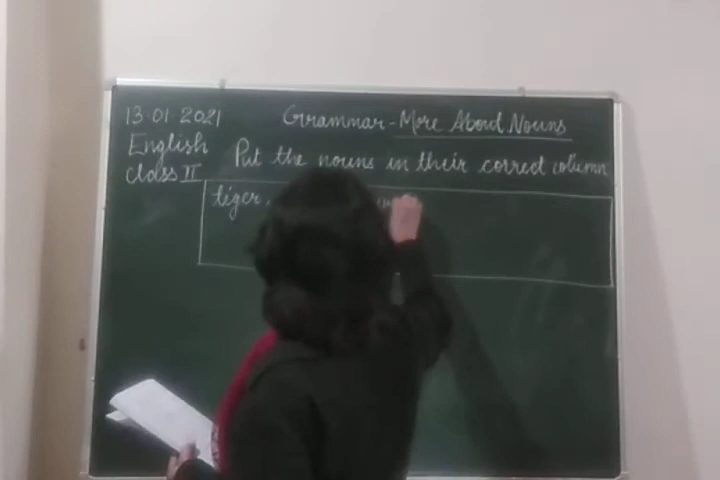 13.01.2021
Grammar - More About Nouns
English
Class II
Put the nouns in their correct column
tiger,